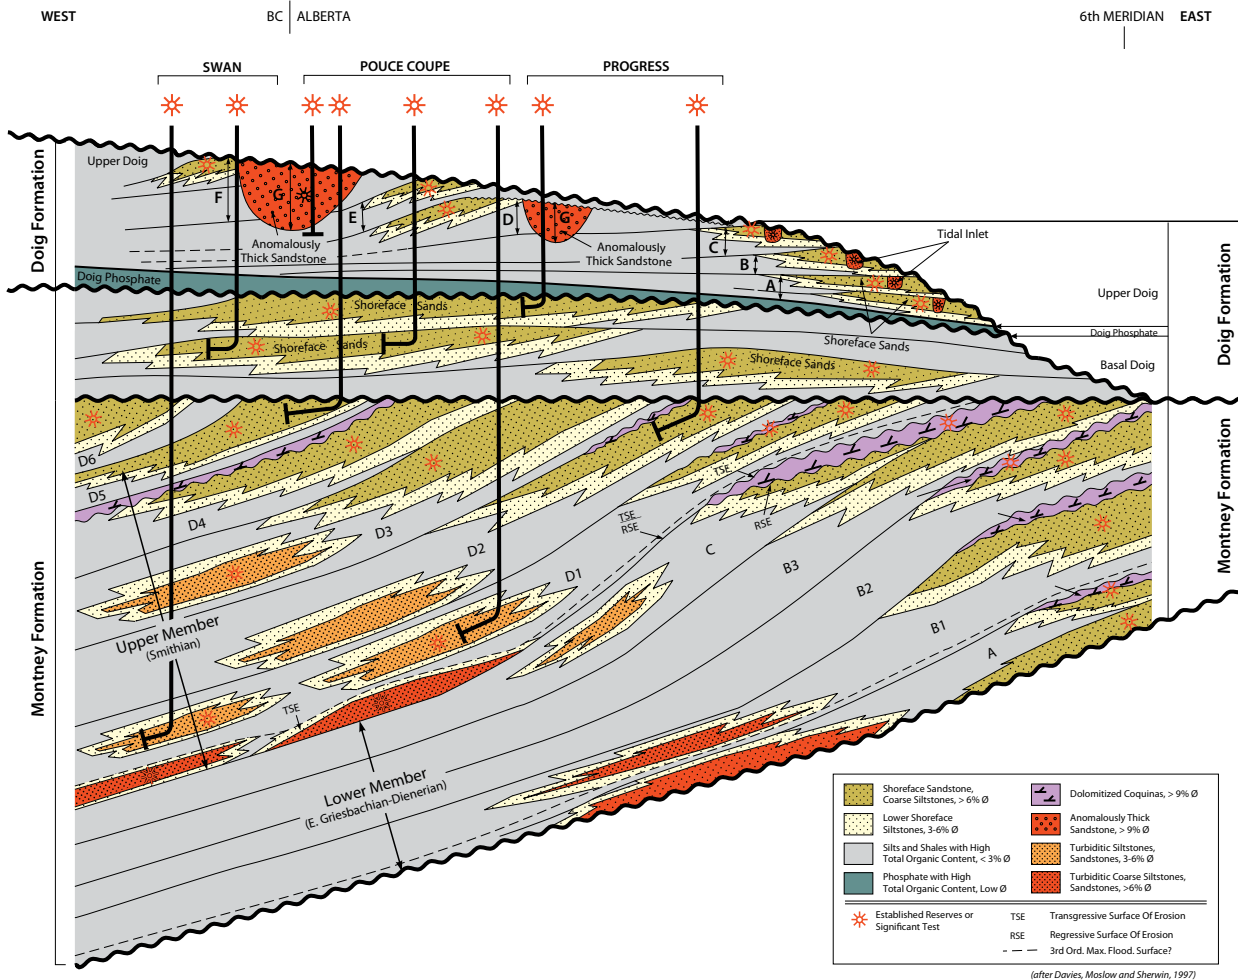 WEST
BC
ALBERTA
6th MERIDIAN
EAST
SWAN
POUCE COUPE
PROGRESS
Doig Formation
Upper Doig
F
G
Anomalously
Thick Sandstone
E
D
G
Anomalously
Thick Sandstone
C
B
A
Tidal Inlet
Doig Phosphate
Shoreface Sands
Shoreface Sands
Shoreface Sands
Shoreface Sands
Upper Doig
Doig Phosphate
Basal Doig
Doig Formation
Montney Formation
D6
D5
D4
D3
D2
D1
TSE
TSE
RSE
RSE
C
B3
B2
B1
A
Upper Member
(Smithian)
TSE
Lower Member
(E. Griesbachian-Dienerian)
Montney Formation
Shoreface Sandstone,
Coarse Siltstones, > 6% Ø
Lower Shoreface
Siltstones, 3-6% Ø
Silts and Shales with High
Total Organic Content, < 3% Ø
Phosphate with High
Total Organic Content, Low Ø
Dolomitized Coquinas, > 9% Ø
Anomalously Thick
Sandstone, > 9% Ø
Turbiditic Siltstones,
Sandstones, 3-6% Ø
Turbiditic Coarse Siltstones,
Sandstones, >6% Ø
Established Reserves or
Significant Test
TSE Transgressive Surface Of Erosion
RSE Regressive Surface Of Erosion
3rd Ord. Max. Flood. Surface?
(after Davies, Moslow and Sherwin, 1997)